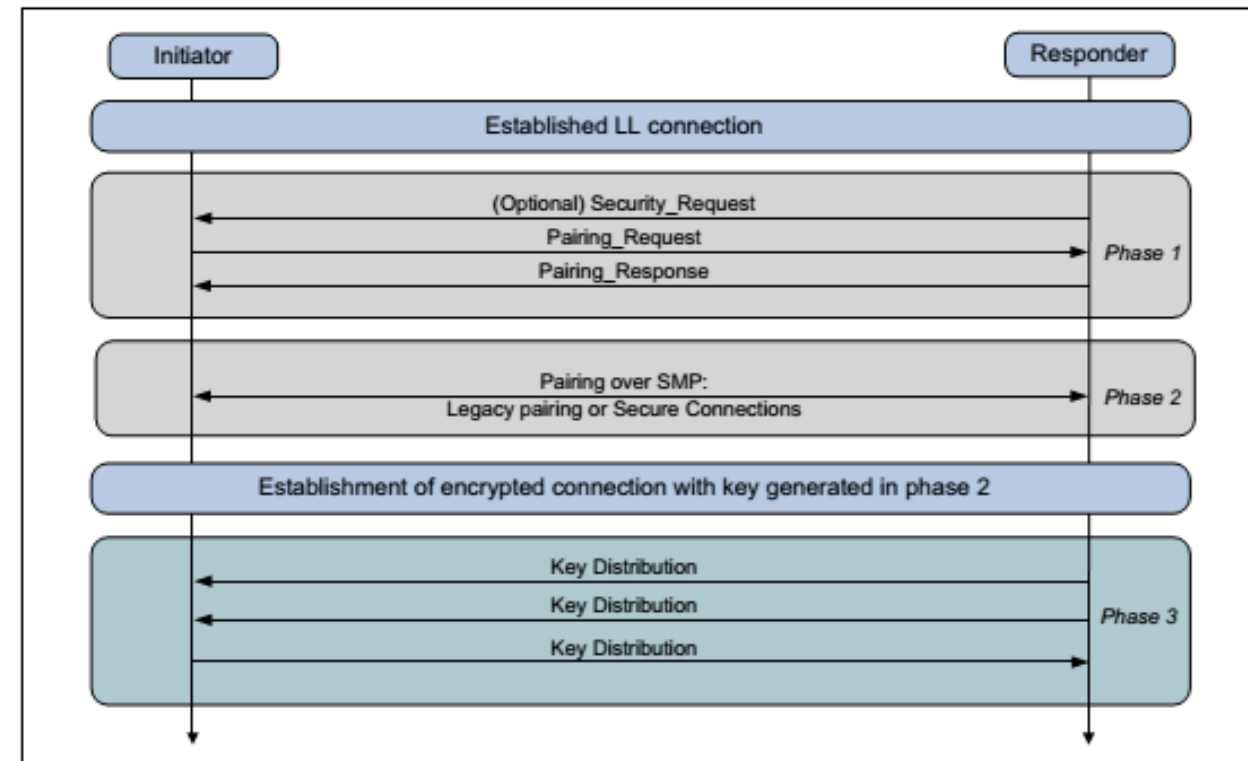 Initiator
Responder
Established LL connection
(Optional) Security_Request
Pairing_Request
Phase 1
Pairing_Response
Pairing over SMP:
Legacy pairing or Secure Connections
Phase 2
Establishment of encrypted connection with key generated in phase 2
Key Distribution
Key Distribution
Phase 3
Key Distribution